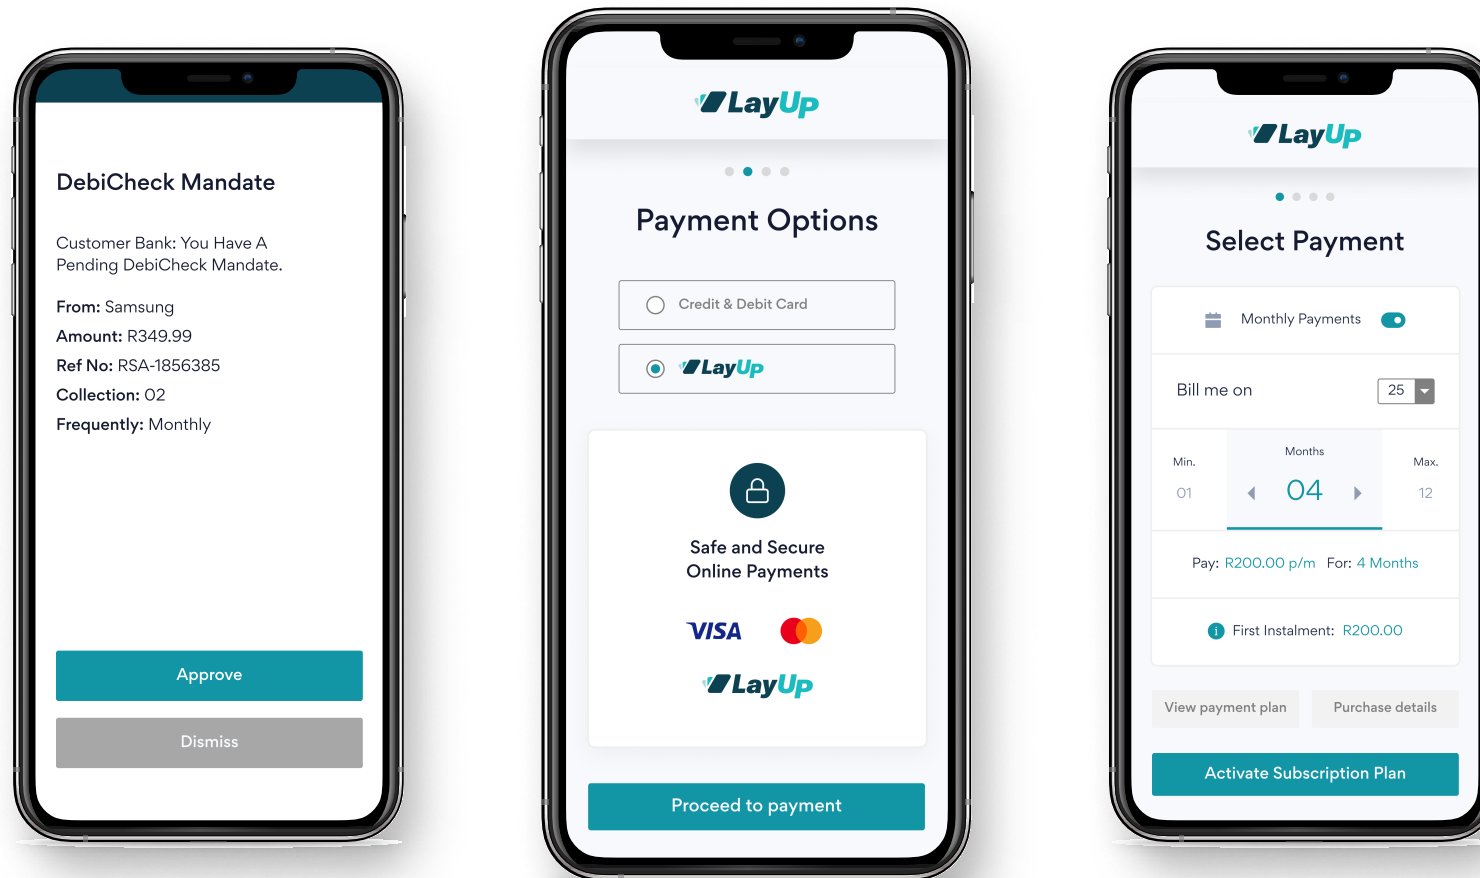 DebiCheck Mandate
Customer Bank: You Have A
Pending DebiCheck Mandate.
From: Samsung
Amount: R349.99
Ref No: RSA-1856385
Collection: 02
Frequently: Monthly
Approve
Dismiss
LayUp
Payment Options
Credit & Debit Card
LayUp
Safe and Secure
Online Payments
VISA
LayUp
Proceed to payment
LayUp
Select Payment
Monthly Payments
Bill me on 25
Min. Months Max.
01 04 12
Pay: R200.00 p/m For: 4 Months
i First Instalment: R200.00
View payment plan Purchase details
Activate Subscription Plan